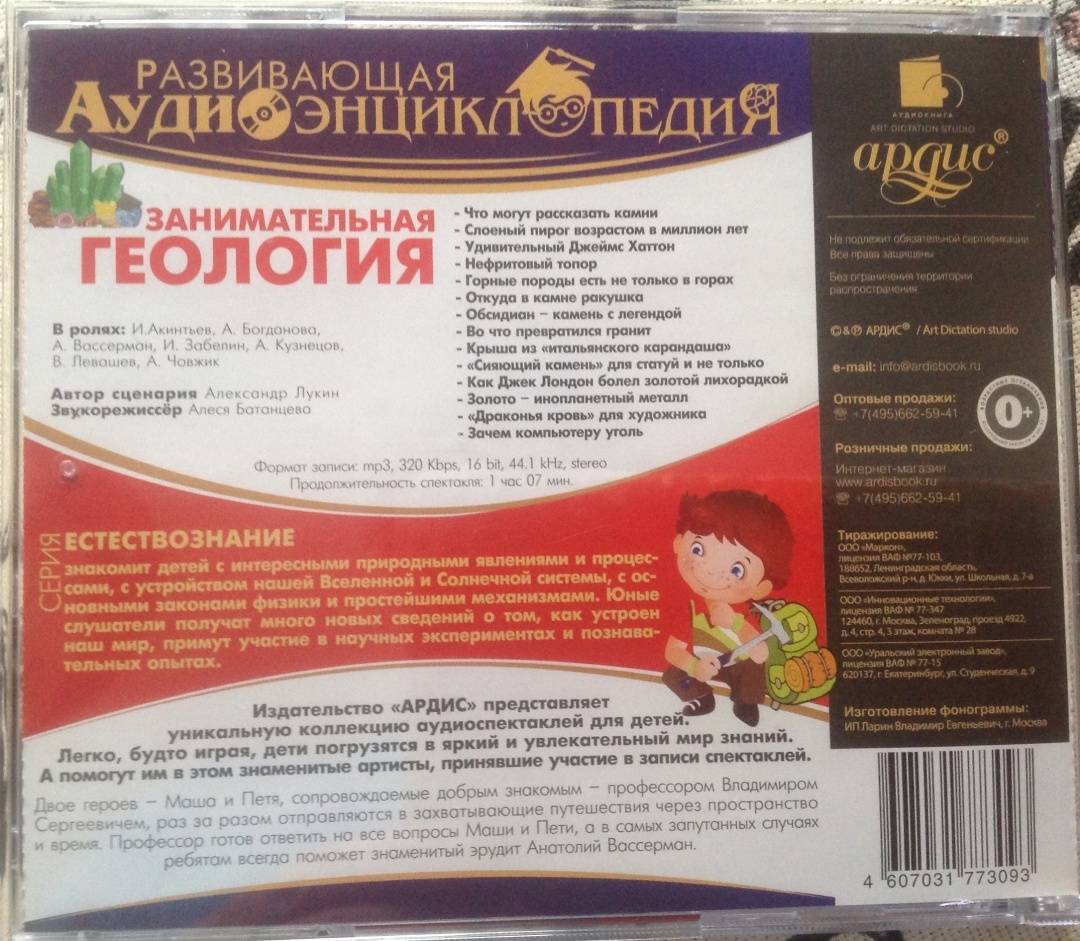 РАЗВИВАЮЩАЯ
АУДИОЭНЦИКЛОПЕДИЯ
ЗАНИМАТЕЛЬНАЯ
ГЕОЛОГИЯ
В ролях: И.Акинтьев, А. Богданова,
А. Вассерман, И. Забелин, А. Кузнецов,
В. Левашев, А. Човжик
Автор сценария Александр Лукин
Звукорежиссёр Алеся Батанцева
- Что могут рассказать камни
- Слоеный пирог возрастом в миллион лет
- Удивительный Джеймс Хаттон
- Нефритовый топор
- Горные породы есть не только в горах
- Откуда в камне ракушка
- Обсидиан – камень с легендой
- Во что превратился гранит
- Крыша из «итальянского карандаша»
- «Сияющий камень» для статуй и не только
- Как Джек Лондон болел золотой лихорадкой
- Золото – инопланетный металл
- «Драконья кровь» для художника
- Зачем компьютеру уголь
Формат записи: mp3, 320 Kbps, 16 bit, 44.1 kHz, stereo
Продолжительность спектакля: 1 час 07 мин.
СЕРИЯ
ЕСТЕСТВОЗНАНИЕ
знакомит детей с интересными природными явлениями и процес-
сами, с устройством нашей Вселенной и Солнечной системы, с ос-
новными законами физики и простейшими механизмами. Юные
слушатели получат много новых сведений о том, как устроен
наш мир, примут участие в научных экспериментах и познава-
тельных опытах.
Издательство «АРДИС» представляет
уникальную коллекцию аудиоспектаклей для детей.
Легко, будто играя, дети погрузятся в яркий и увлекательный мир знаний.
А помогут им в этом знаменитые артисты, принявшие участие в записи спектаклей.
Двое героев – Маша и Петя, сопровождаемые добрым знакомым – профессором Владимиром
Сергеевичем, раз за разом отправляются в захватывающие путешествия через пространство
и время. Профессор готов ответить на все вопросы Маши и Пети, а в самых запутанных случаях
ребятам всегда поможет знаменитый эрудит Анатолий Вассерман.
АУДИОКНИГА
ART DICTATION STUDIO
ардис®
Не подлежит обязательной сертификации
Все права защищены
Без ограничения территории
распространения
©&℗ АРДИС® / Art Dictation studio
e-mail: info@ardisbook.ru
Оптовые продажи:
☎ +7(495)662-59-41
0+
Розничные продажи:
Интернет-магазин
www.ardisbook.ru
☎ +7(495)662-59-41
Тиражирование:
ООО «Маркон»,
лицензия ВАФ №77-103,
188652, Ленинградская область,
Всеволожский р-н, д. Юкки, ул. Школьная, д. 7-а
ООО «Инновационные технологии»,
лицензия ВАФ № 77-347
124460, г. Москва, Зеленоград, проезд 4922,
д. 4, стр. 4, 3 этаж, комната № 28
ООО «Уральский электронный завод»,
лицензия ВАФ № 77-15
620137, г. Екатеринбург, ул. Студенческая, д. 9
Изготовление фонограммы:
ИП Ларин Владимир Евгеньевич, г. Москва
4 607031 773093